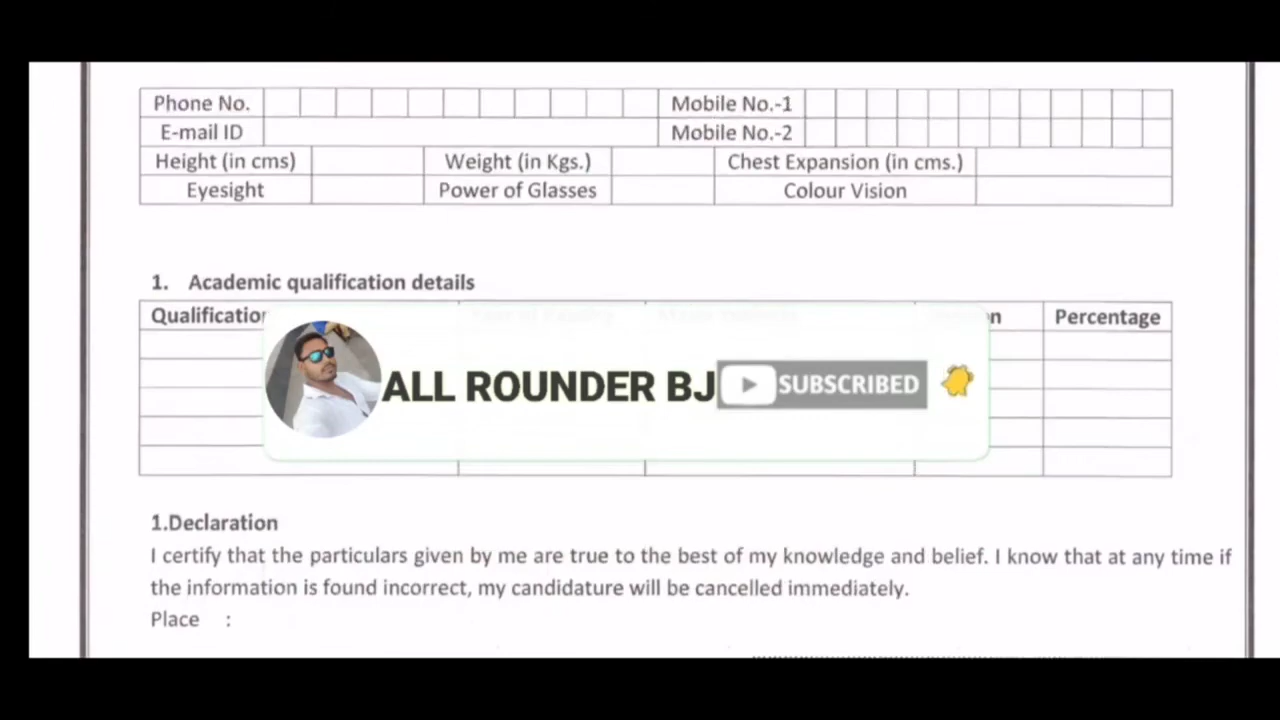 Phone No. Mobile No.-1
E-mail ID Mobile No.-2
Height (in cms) Weight (in Kgs.) Chest Expansion (in cms.)
Eyesight Power of Glasses Colour Vision
1. Academic qualification details
Percentage
ALL ROUNDER BJ SUBSCRIBED
1.Declaration
I certify that the particulars given by me are true to the best of my knowledge and belief. I know that at any time if
the information is found incorrect, my candidature will be cancelled immediately.
Place :